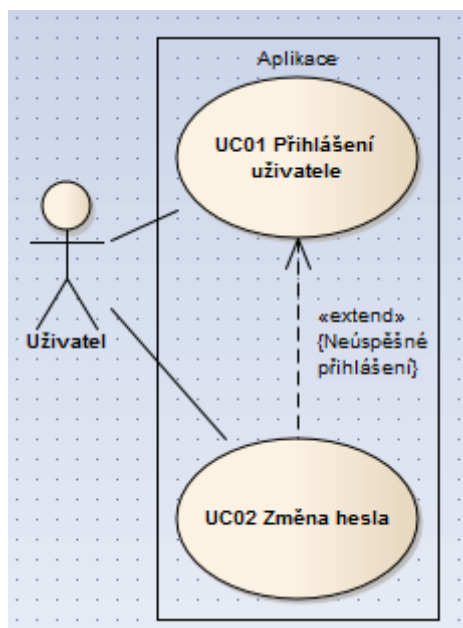 Aplikace
UC01 Přihlášení
uživatele
«extend»
{Neúspěšné
přihlášení}
Uživatel
UC02 Změna hesla